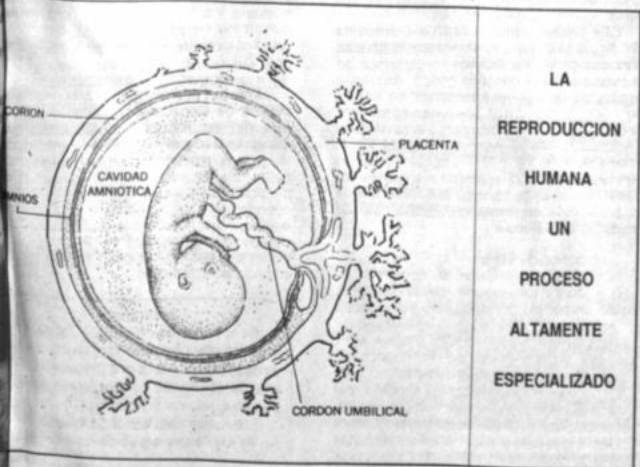 CORION
CAVIDAD
AMNIOTICA
MNIOS
PLACENTA
CORDON UMBILICAL
LA
REPRODUCCION
HUMANA
UN
PROCESO
ALTAMENTE
ESPECIALIZADO